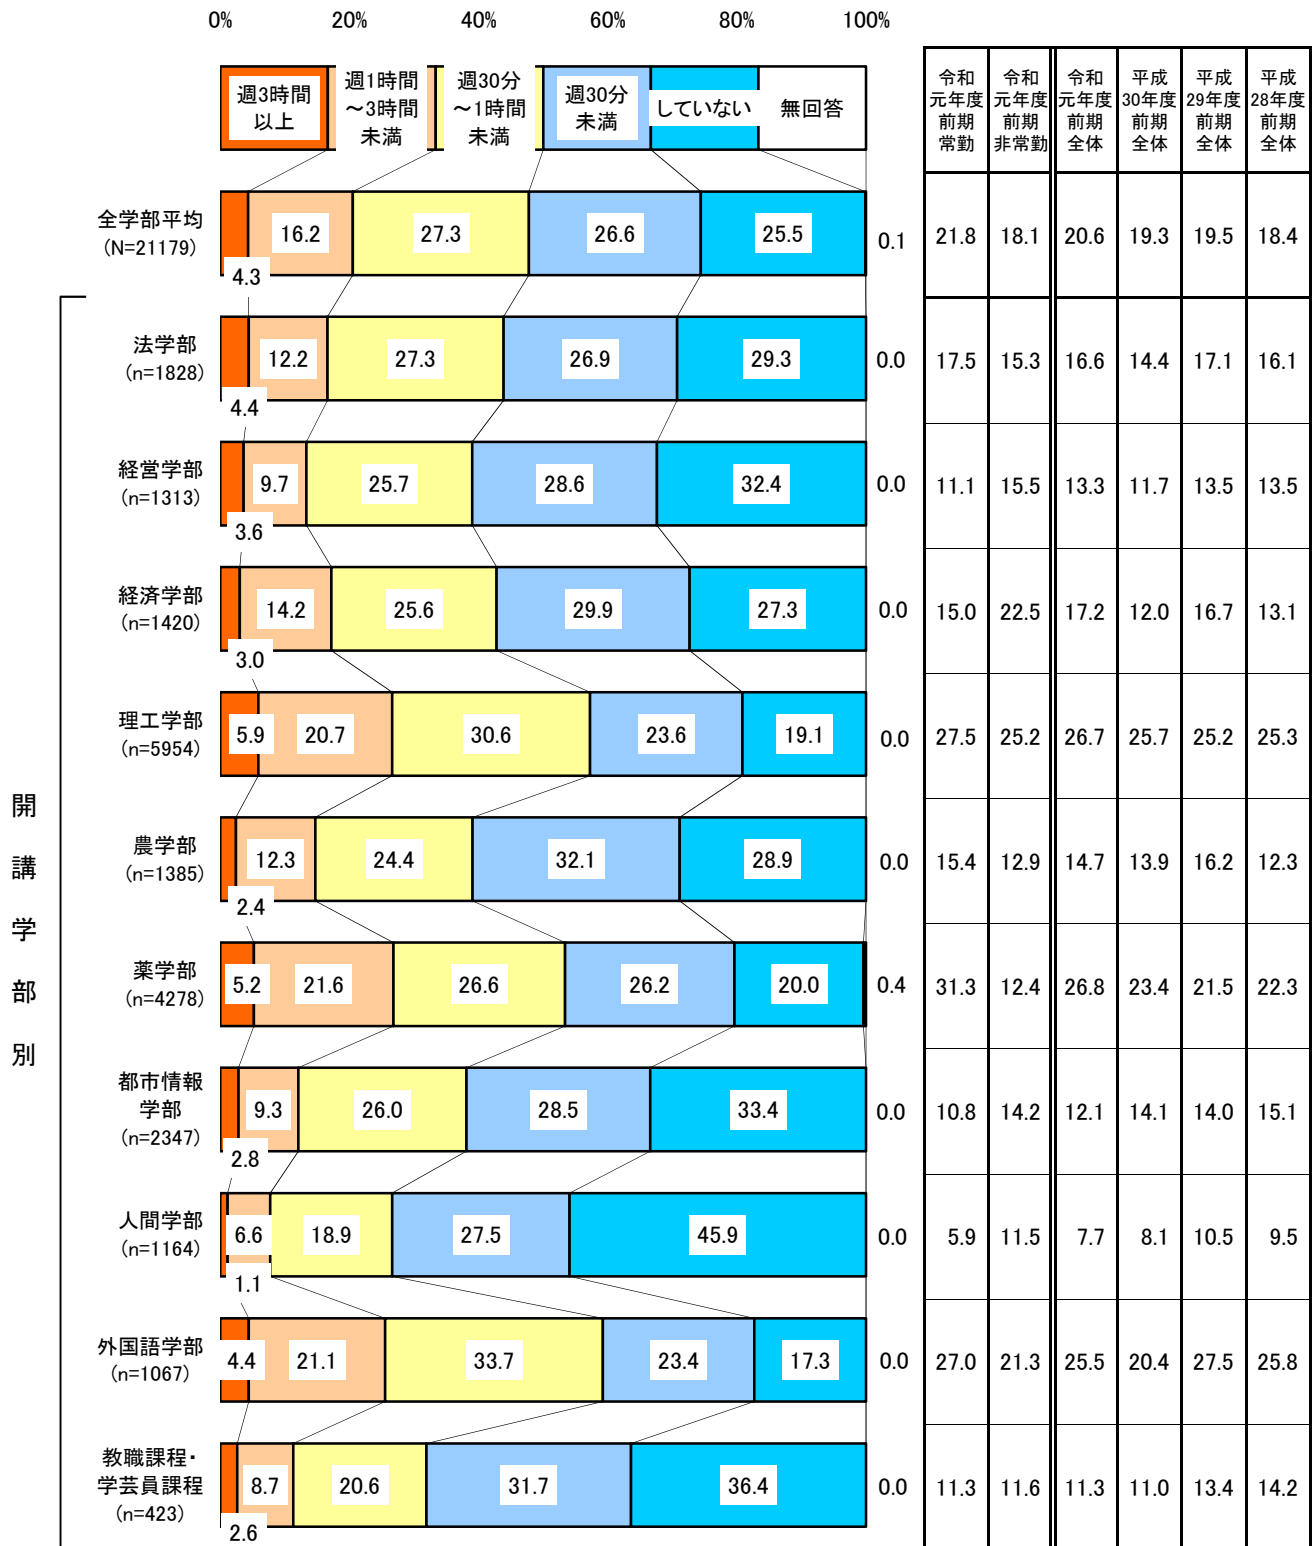 0% 20% 40% 60% 80% 100%
週3時間
以上
週1時間
～3時間
未満
週30分
～1時間
未満
週30分
未満
していない
無回答
令和
元年度
前期
常勤
令和
元年度
前期
非常勤
令和
元年度
前期
全体
平成
30年度
前期
全体
平成
29年度
前期
全体
平成
28年度
前期
全体
全学部平均
(N=21179)
4.3 16.2 27.3 26.6 25.5 0.1 21.8 18.1 20.6 19.3 19.5 18.4
法学部
(n=1828)
4.4 12.2 27.3 26.9 29.3 0.0 17.5 15.3 16.6 14.4 17.1 16.1
経営学部
(n=1313)
3.6 9.7 25.7 28.6 32.4 0.0 11.1 15.5 13.3 11.7 13.5 13.5
経済学部
(n=1420)
3.0 14.2 25.6 29.9 27.3 0.0 15.0 22.5 17.2 12.0 16.7 13.1
理工学部
(n=5954)
5.9 20.7 30.6 23.6 19.1 0.0 27.5 25.2 26.7 25.7 25.2 25.3
農学部
(n=1385)
2.4 12.3 24.4 32.1 28.9 0.0 15.4 12.9 14.7 13.9 16.2 12.3
薬学部
(n=4278)
5.2 21.6 26.6 26.2 20.0 0.4 31.3 12.4 26.8 23.4 21.5 22.3
都市情報
学部
(n=2347)
2.8 9.3 26.0 28.5 33.4 0.0 10.8 14.2 12.1 14.1 14.0 15.1
人間学部
(n=1164)
1.1 6.6 18.9 27.5 45.9 0.0 5.9 11.5 7.7 8.1 10.5 9.5
外国語学部
(n=1067)
4.4 21.1 33.7 23.4 17.3 0.0 27.0 21.3 25.5 20.4 27.5 25.8
教職課程・
学芸員課程
(n=423)
2.6 8.7 20.6 31.7 36.4 0.0 11.3 11.6 11.3 11.0 13.4 14.2
開講学部別